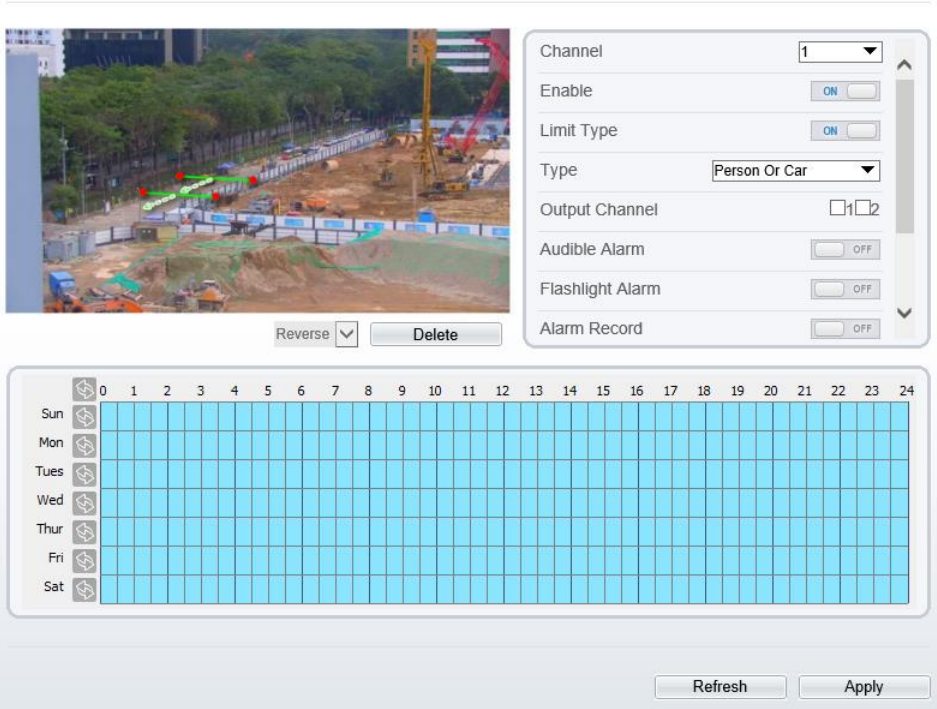 Channel 1
Enable ON
Limit Type ON
Type Person Or Car
Output Channel 1 2
Audible Alarm OFF
Flashlight Alarm OFF
Alarm Record OFF
Reverse Delete
0 1 2 3 4 5 6 7 8 9 10 11 12 13 14 15 16 17 18 19 20 21 22 23 24
Sun
Mon
Tues
Wed
Thur
Fri
Sat
Refresh Apply